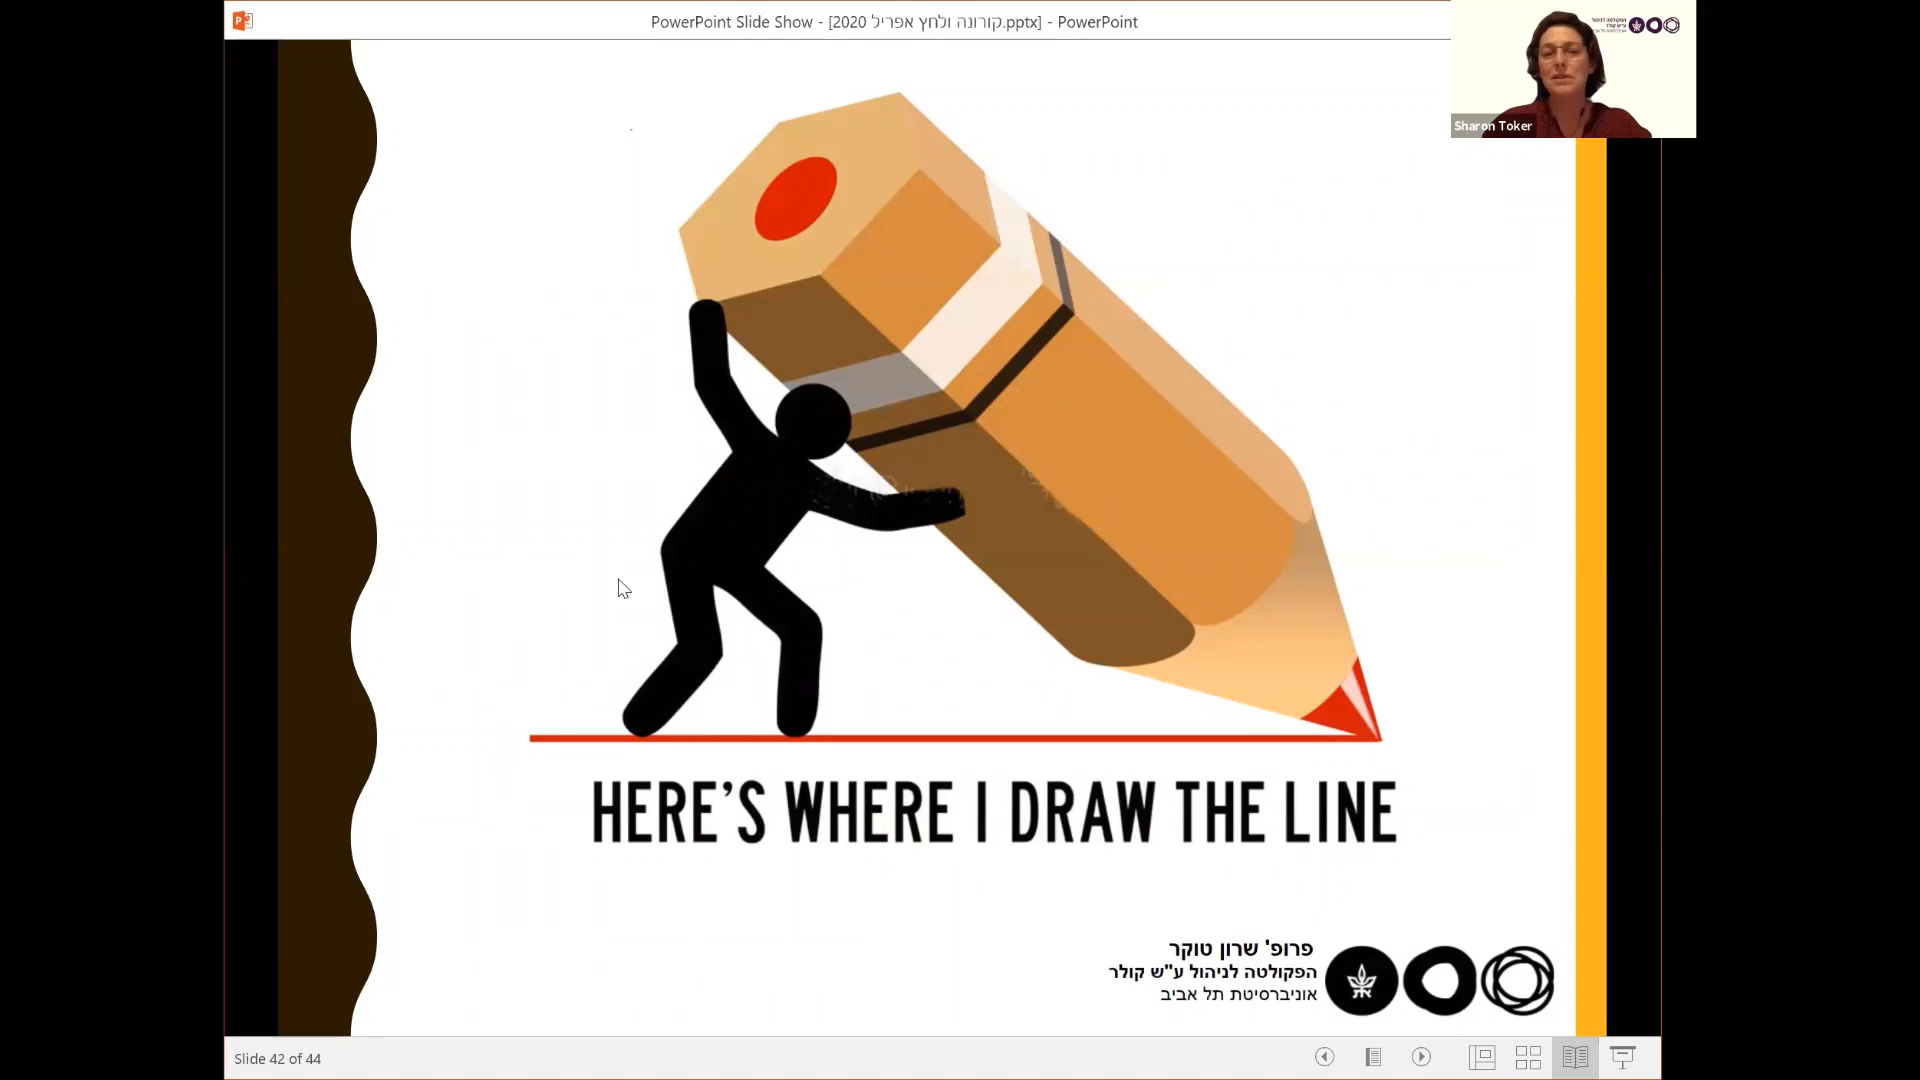 PowerPoint Slide Show - [קורונה ולחץ אפריל 2020.pptx] - PowerPoint
Sharon Toker
HERE'S WHERE I DRAW THE LINE
פרופ' שרון טוקר
הפקולטה לניהול ע"ש קולר
אוניברסיטת תל אביב
Slide 42 of 44